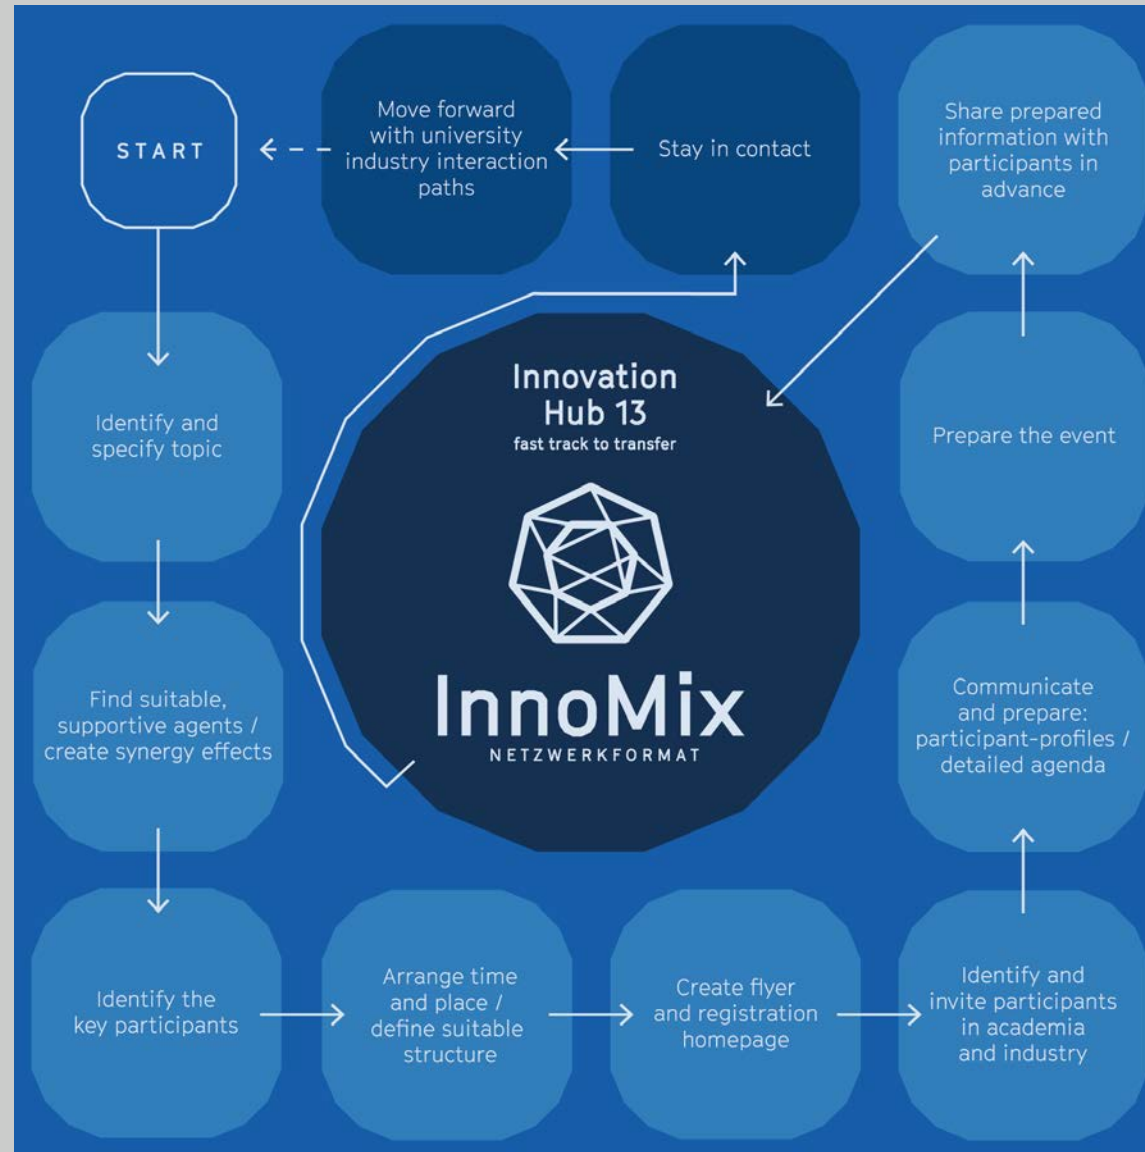 START
Move forward
with university
industry interaction
paths
Stay in contact
Share prepared
information with
participants in
advance
Identify and
specify topic
Innovation
Hub 13
fast track to transfer
InnoMix
NETZWERKFORMAT
Prepare the event
Find suitable,
supportive agents /
create synergy effects
Communicate
and prepare:
participant-profiles /
detailed agenda
Identify the
key participants
Arrange time
and place /
define suitable
structure
Create flyer
and registration
homepage
Identify and
invite participants
in academia
and industry